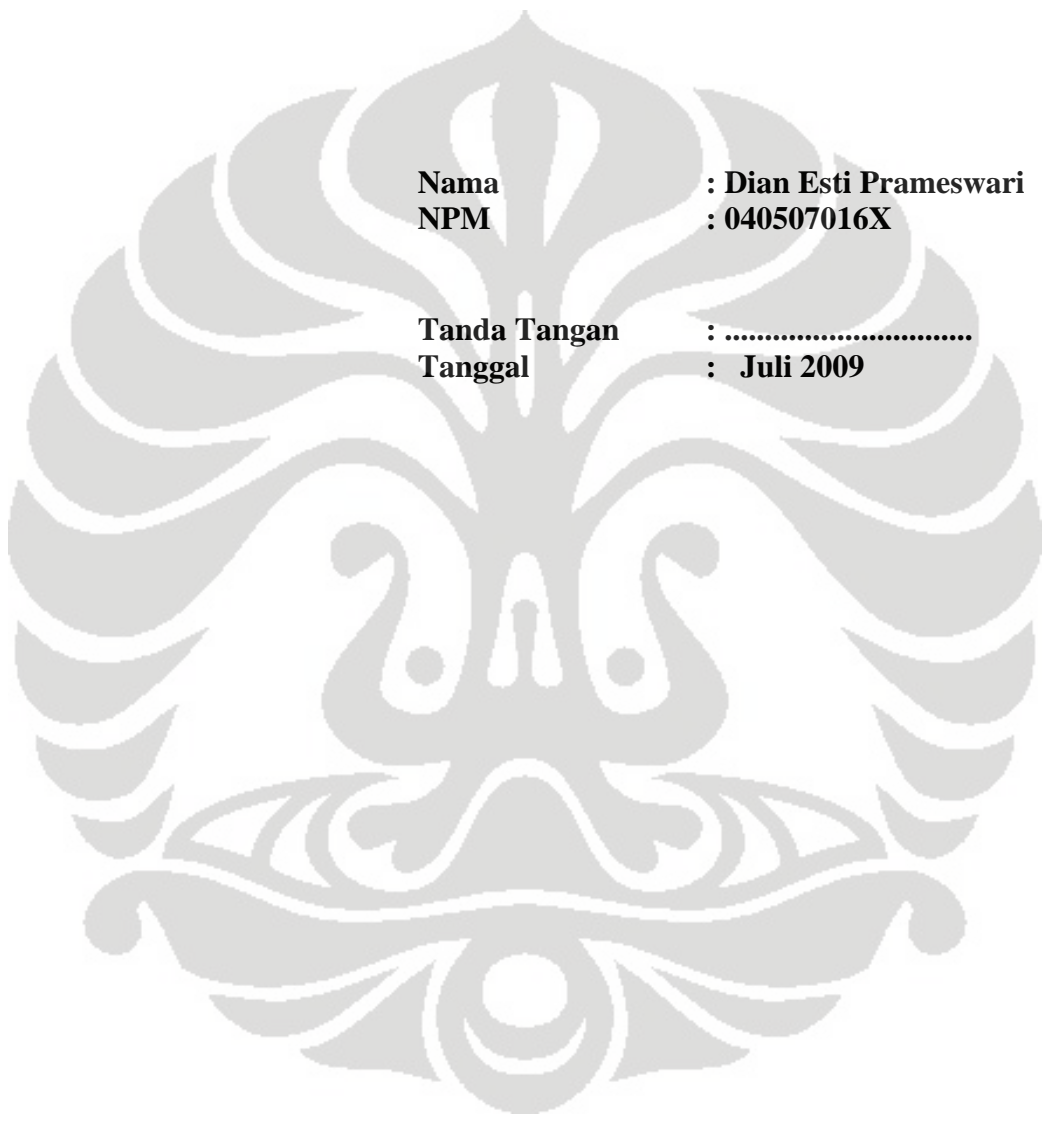 Nama : Dian Esti Prameswari
NPM : 040507016X
Tanda Tangan : ................................
Tanggal : Juli 2009